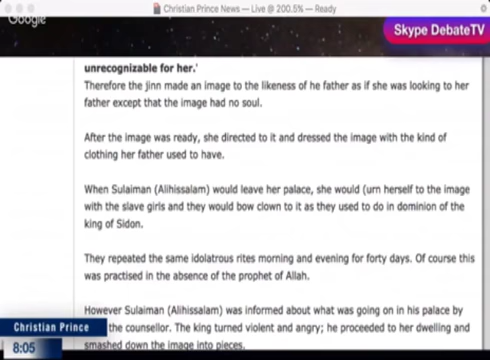 Christian Prince News — Live @ 200.5% — Ready
Google
Skype DebateTV
unrecognizable for her.'
Therefore the jinn made an image to the likeness of he father as if she was looking to her
father except that the image had no soul.
After the image was ready, she directed to it and dressed the image with the kind of
clothing her father used to have.
When Sulaiman (Alihissalam) would leave her palace, she would (urn herself to the image
with the slave girls and they would bow clown to it as they used to do in dominion of the
king of Sidon.
They repeated the same idolatrous rites morning and evening for forty days. Of course this
was practised in the absence of the prophet of Allah.
However Sulaiman (Alihissalam) was informed about what was going on in his palace by
the counsellor. The king turned violent and angry; he proceeded to her dwelling and
smashed down the image into pieces.
Christian Prince
8:05